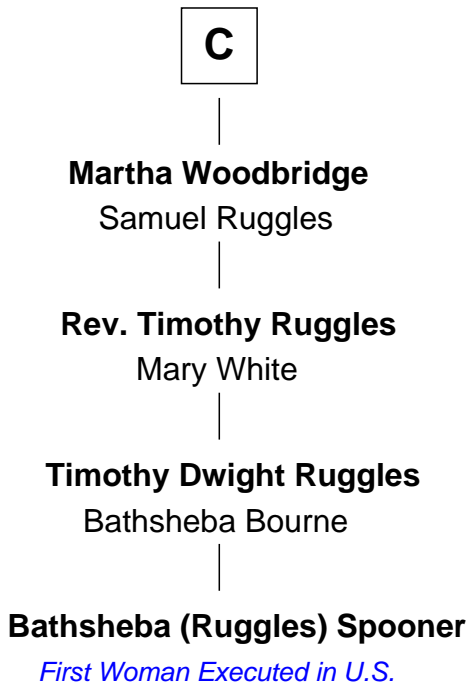 C
Martha Woodbridge
Samuel Ruggles
Rev. Timothy Ruggles
Mary White
Timothy Dwight Ruggles
Bathsheba Bourne
Bathsheba (Ruggles) Spooner
First Woman Executed in U.S.